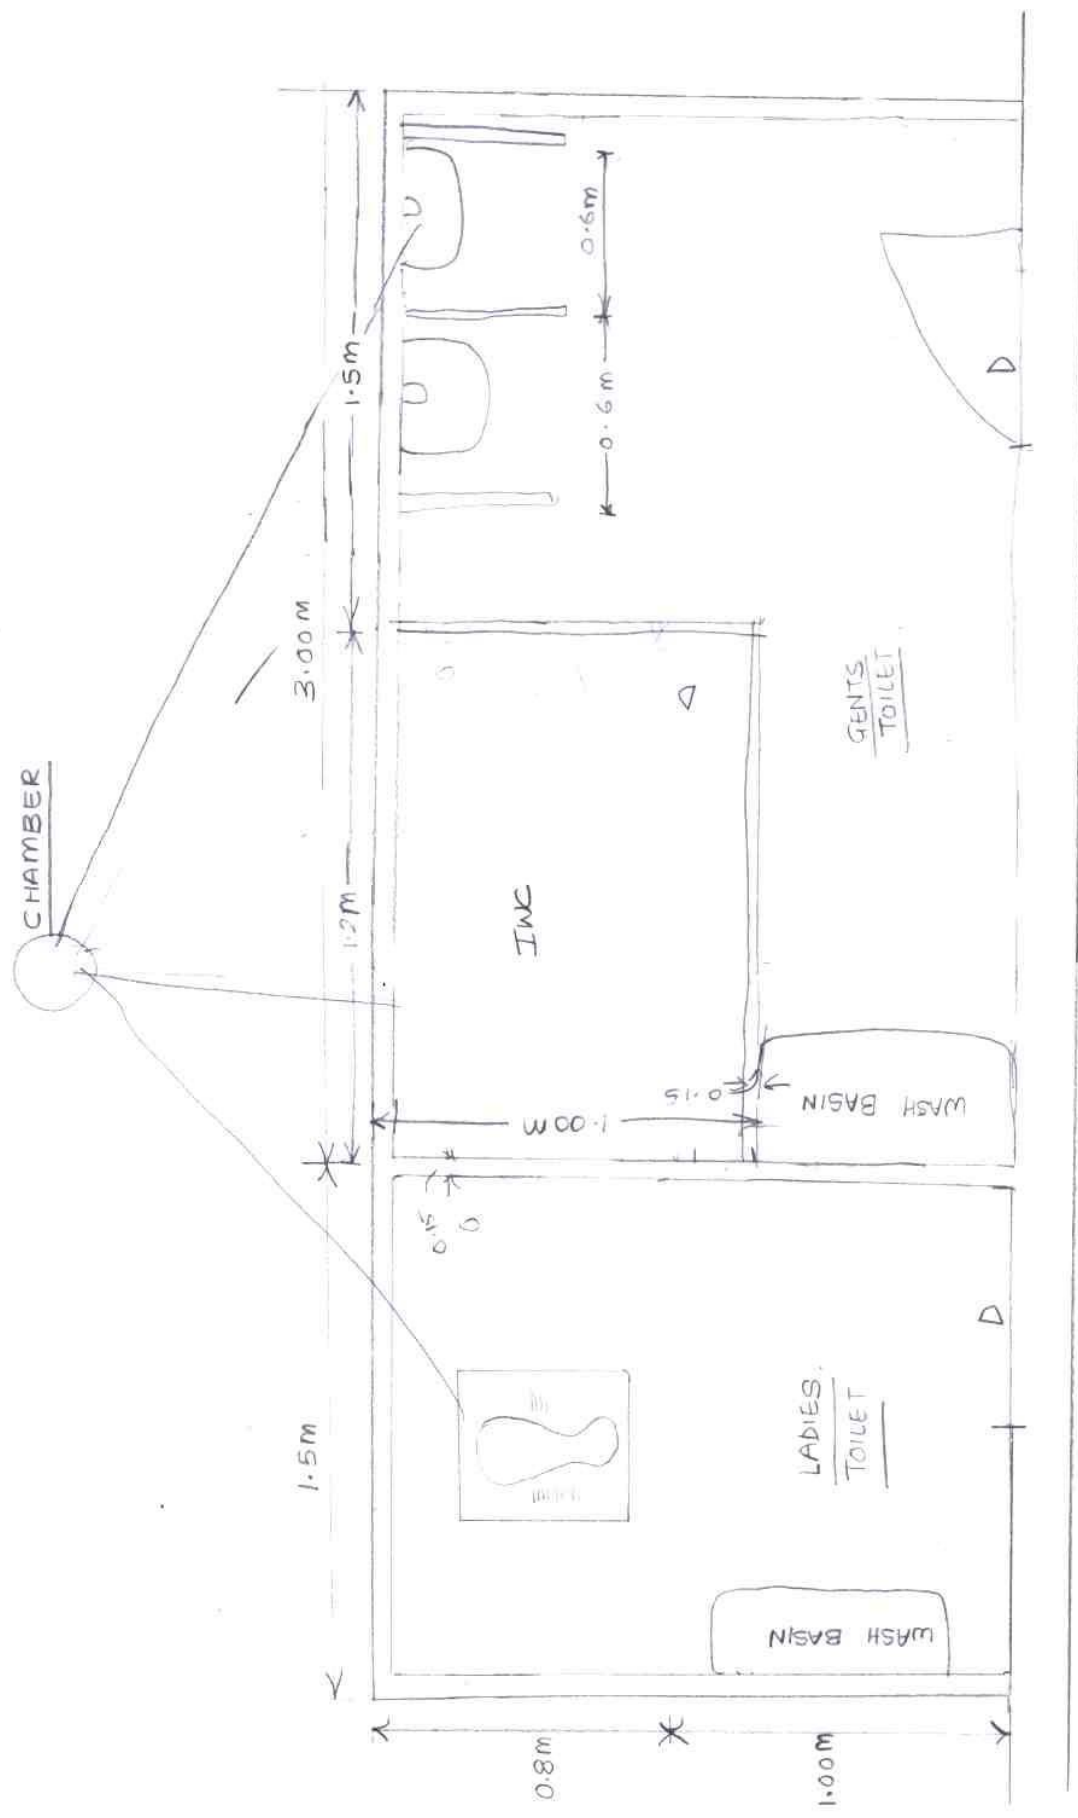 CHAMBER
3.00M
1.5m
1.2M
1.5m
0.6m
0.6m
IWC
D
1.00M
0.15
0.15
D
WASH BASIN
GENTS
TOILET
D
LADIES.
TOILET
D
WASH BASIN
0.8m
1.00M